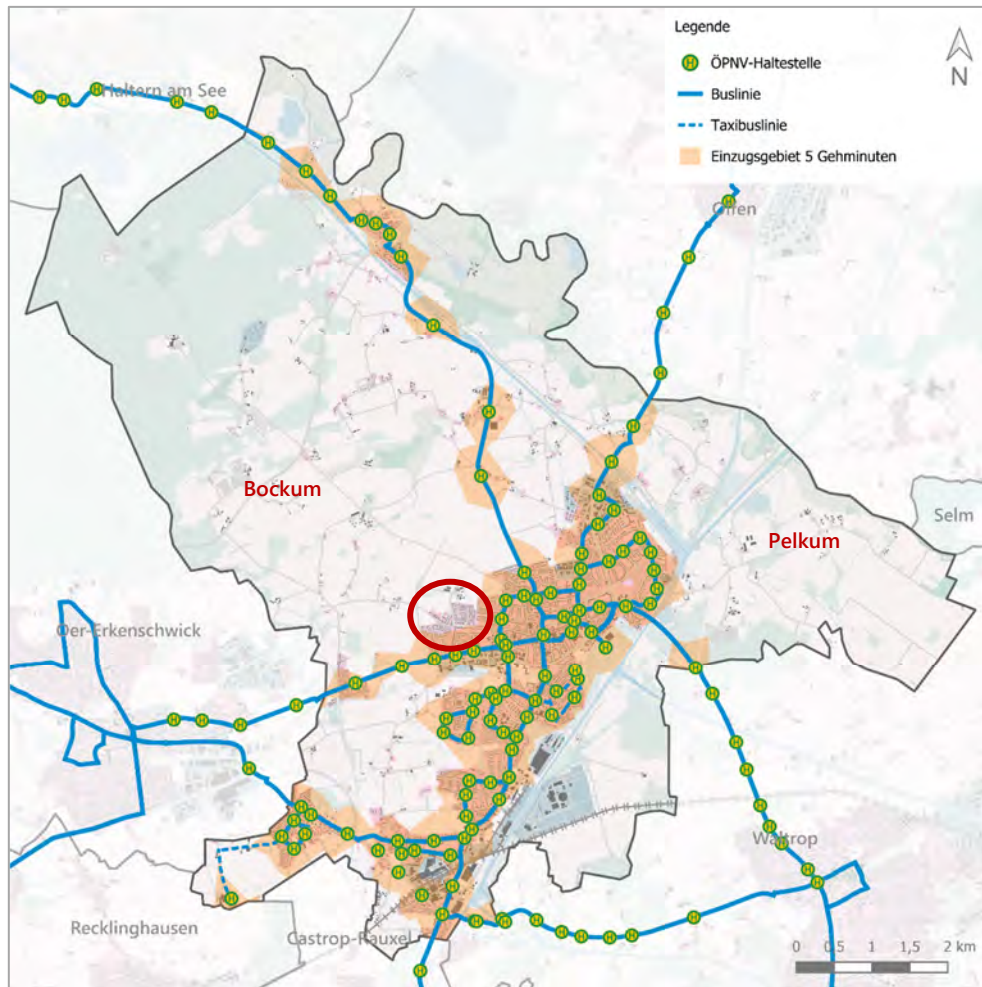 Legende
ÖPNV-Haltestelle
Buslinie
Taxibuslinie
Einzugsgebiet 5 Gehminuten
N
Haltern am See
Olfen
Bockum
Pelkum
Selm
Oer-Erkenschwick
Waltrop
Recklinghausen
Castrop-Rauxel
0 0,5 1 1,5 2 km